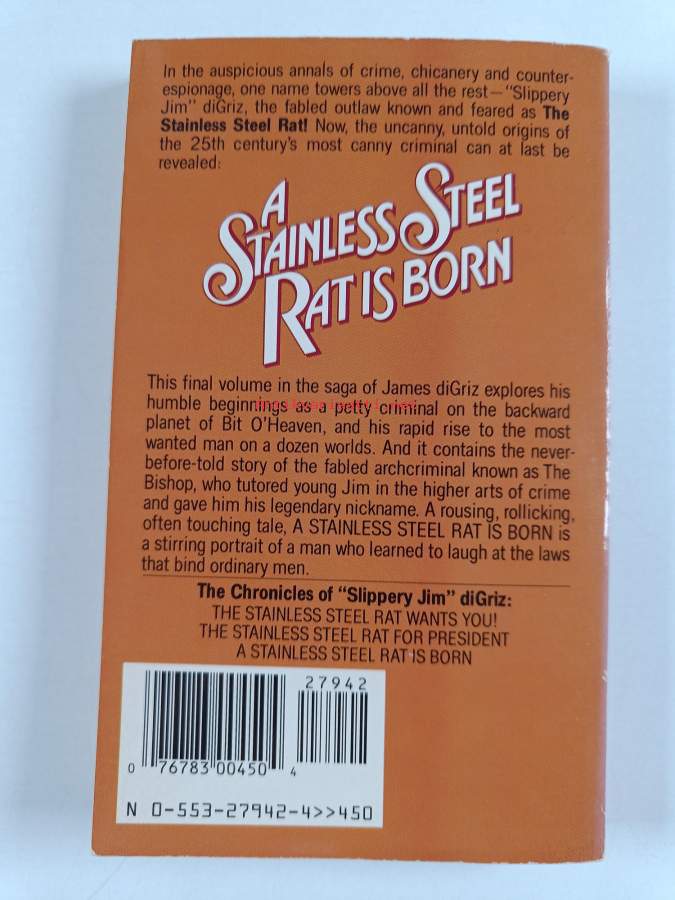 In the auspicious annals of crime, chicanery and counter-
espionage, one name towers above all the rest—"Slippery
Jim" diGriz, the fabled outlaw known and feared as The
Stainless Steel Rat! Now, the uncanny, untold origins of
the 25th century's most canny criminal can at last be
revealed:
A
STAINLESS STEEL
RAT IS BORN
This final volume in the saga of James diGriz explores his
humble beginnings as a petty criminal on the backward
planet of Bit O'Heaven, and his rapid rise to the most
wanted man on a dozen worlds. And it contains the never-
before-told story of the fabled archcriminal known as The
Bishop, who tutored young Jim in the higher arts of crime
and gave him his legendary nickname. A rousing, rollicking,
often touching tale, A STAINLESS STEEL RAT IS BORN is
a stirring portrait of a man who learned to laugh at the laws
that bind ordinary men.
The Chronicles of "Slippery Jim" diGriz:
THE STAINLESS STEEL RAT WANTS YOU!
THE STAINLESS STEEL RAT FOR PRESIDENT
A STAINLESS STEEL RAT IS BORN
27942
0 76783 00450 4
N 0-553-27942-4>>450